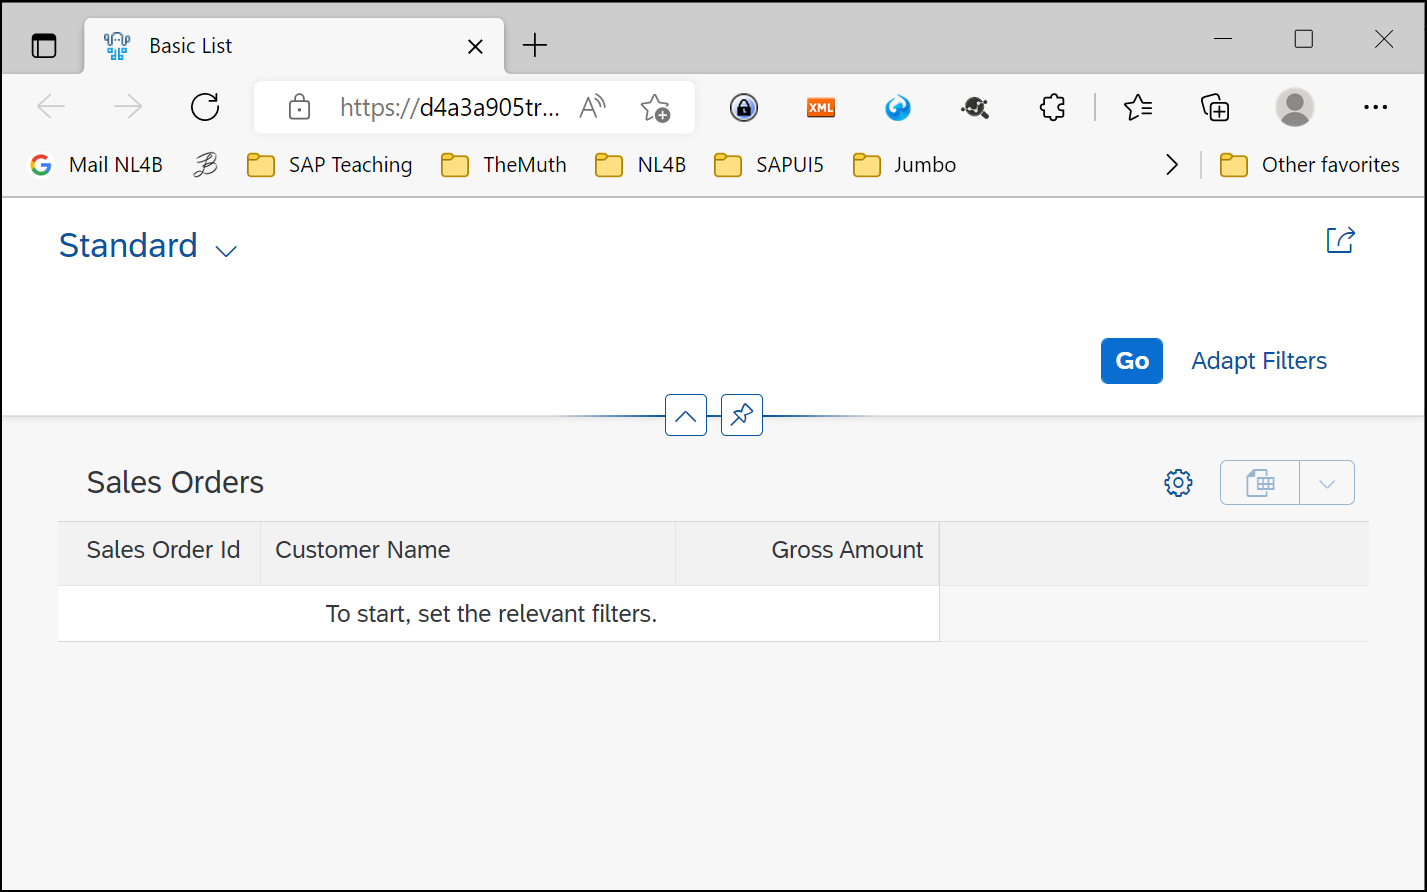 Basic List
https://d4a3a905tr...
XML
Mail NL4B SAP Teaching TheMuth NL4B SAPUI5 Jumbo Other favorites
Standard
Go Adapt Filters
Sales Orders
Sales Order Id Customer Name Gross Amount
To start, set the relevant filters.